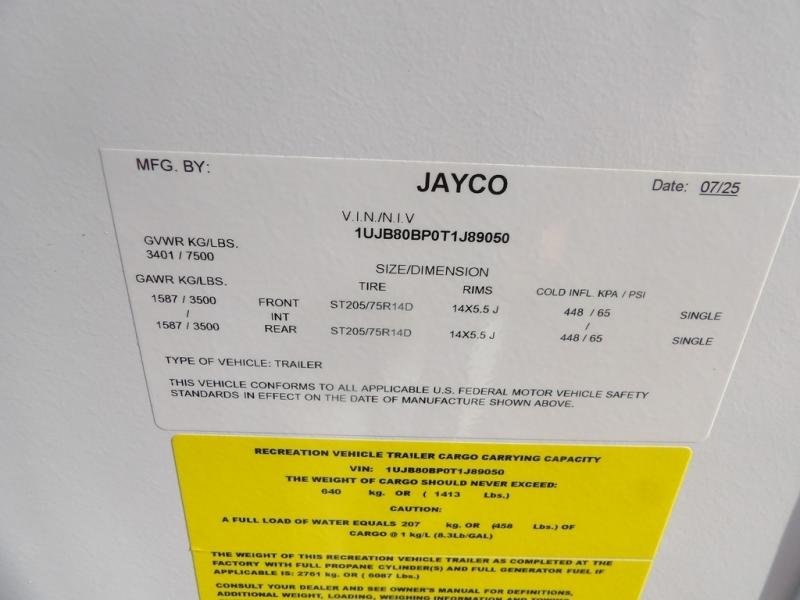 MFG. BY: JAYCO Date: 07/25
V.I.N./N.I.V
1UJB80BP0T1J89050
GVWR KG/LBS.
3401 / 7500
SIZE/DIMENSION
GAWR KG/LBS. TIRE RIMS COLD INFL. KPA / PSI
1587 / 3500 FRONT ST205/75R14D 14X5.5 J 448 / 65 SINGLE
/ INT /
1587 / 3500 REAR ST205/75R14D 14X5.5 J 448 / 65 SINGLE
TYPE OF VEHICLE: TRAILER
THIS VEHICLE CONFORMS TO ALL APPLICABLE U.S. FEDERAL MOTOR VEHICLE SAFETY
STANDARDS IN EFFECT ON THE DATE OF MANUFACTURE SHOWN ABOVE.
RECREATION VEHICLE TRAILER CARGO CARRYING CAPACITY
VIN: 1UJB80BP0T1J89050
THE WEIGHT OF CARGO SHOULD NEVER EXCEED:
640 kg. OR ( 1413 Lbs.)
CAUTION:
A FULL LOAD OF WATER EQUALS 207 kg. OR (458 Lbs.) OF
CARGO @ 1 kg/L (8.3Lb/GAL)
THE WEIGHT OF THIS RECREATION VEHICLE TRAILER AS COMPLETED AT THE
FACTORY WITH FULL PROPANE CYLINDER(S) AND FULL GENERATOR FUEL IF
APPLICABLE IS: 2761 kg. OR ( 6087 Lbs.)
CONSULT YOUR DEALER AND SEE OWNER'S MANUAL FOR DEFINITIONS,
ADDITIONAL WEIGHT, LOADING, WEIGHING INFORMATION AND TOWING